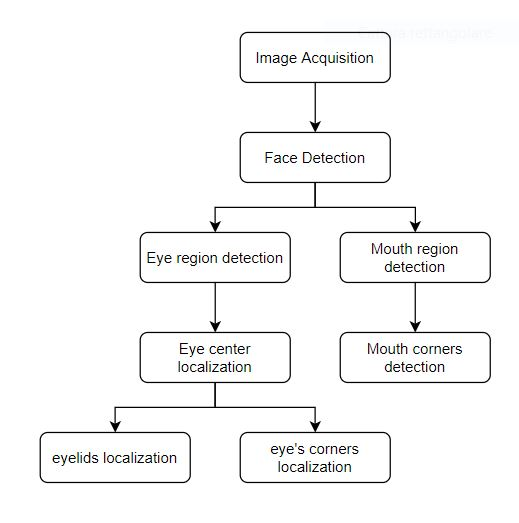 Image Acquisition
Face Detection
Eye region detection
Mouth region
detection
Eye center
localization
Mouth corners
detection
eyelids localization
eye's corners
localization